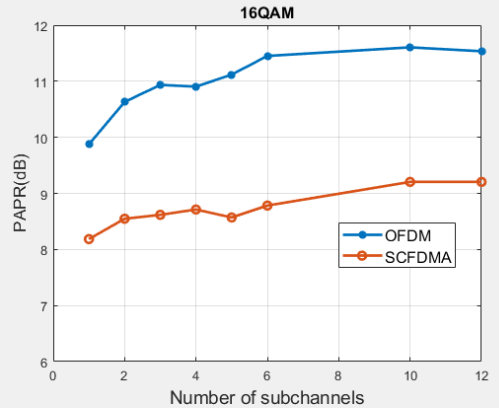 16QAM
12
11
10
9
8
7
6
PAPR(dB)
OFDM
SCFDMA
0 2 4 6 8 10 12
Number of subchannels